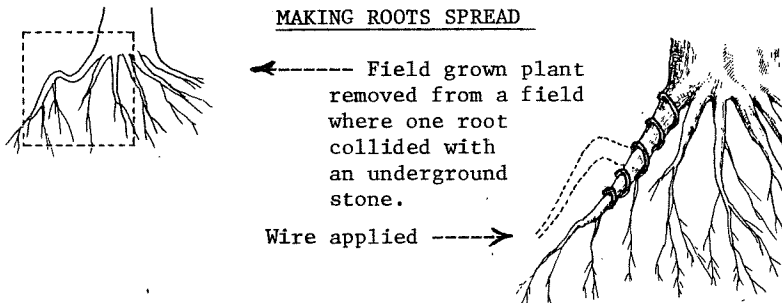 MAKING ROOTS SPREAD
Field grown plant
removed from a field
where one root
collided with
an underground
stone.
Wire applied